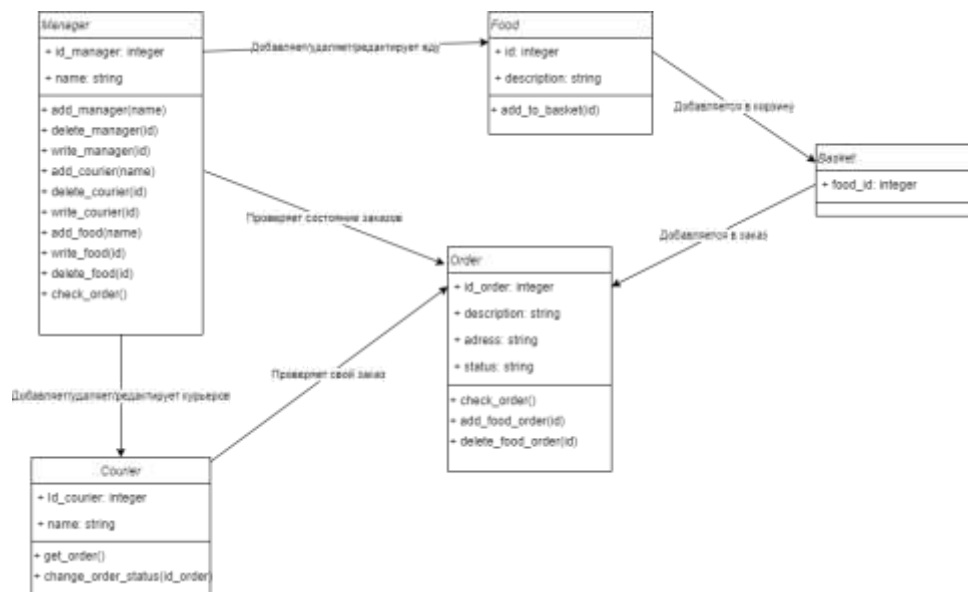 Manager
+ id_manager: integer
+ name: string
+ add_manager(name)
+ delete_manager(id)
+ write_manager(id)
+ add_courier(name)
+ delete_courier(id)
+ write_courier(id)
+ add_food(name)
+ write_food(id)
+ delete_food(id)
+ check_order()
Добавляет/удаляет/редактирует еду
Food
+ id: integer
+ description: string
+ add_to_basket(id)
Добавляется в корзину
Basket
+ food_id: integer
Добавляется в заказ
Проверяет состояние заказов
Order
+ id_order: integer
+ description: string
+ adress: string
+ status: string
+ check_order()
+ add_food_order(id)
+ delete_food_order(id)
Проверяет свой заказ
Добавляет/удаляет/редактирует курьеров
Courier
+ Id_courier: integer
+ name: string
+ get_order()
+ change_order_status(id_order)